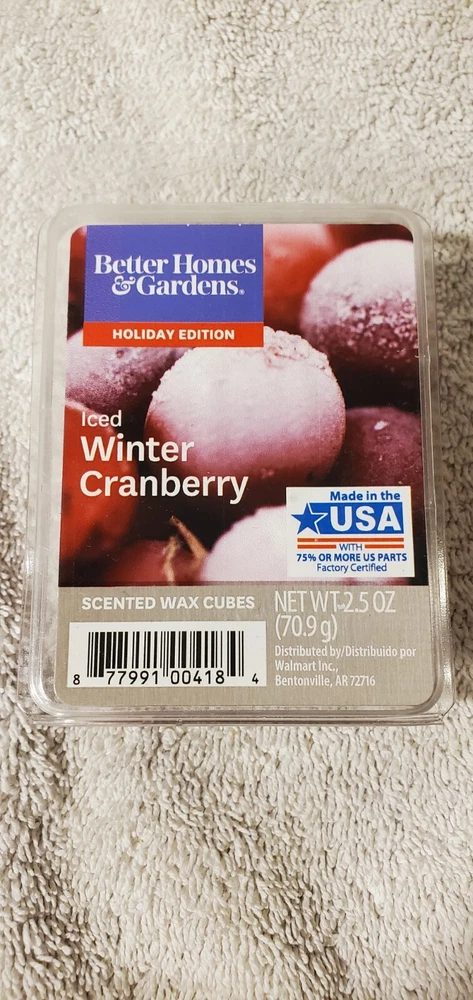 Better Homes
& Gardens®
HOLIDAY EDITION
Iced
Winter
Cranberry
Made in the
USA
WITH
75% OR MORE US PARTS
Factory Certified
SCENTED WAX CUBES
NET WT 2.5 OZ
(70.9 g)
Distributed by/Distribuido por
Walmart Inc.,
Bentonville, AR 72716
8 77991 00418 4